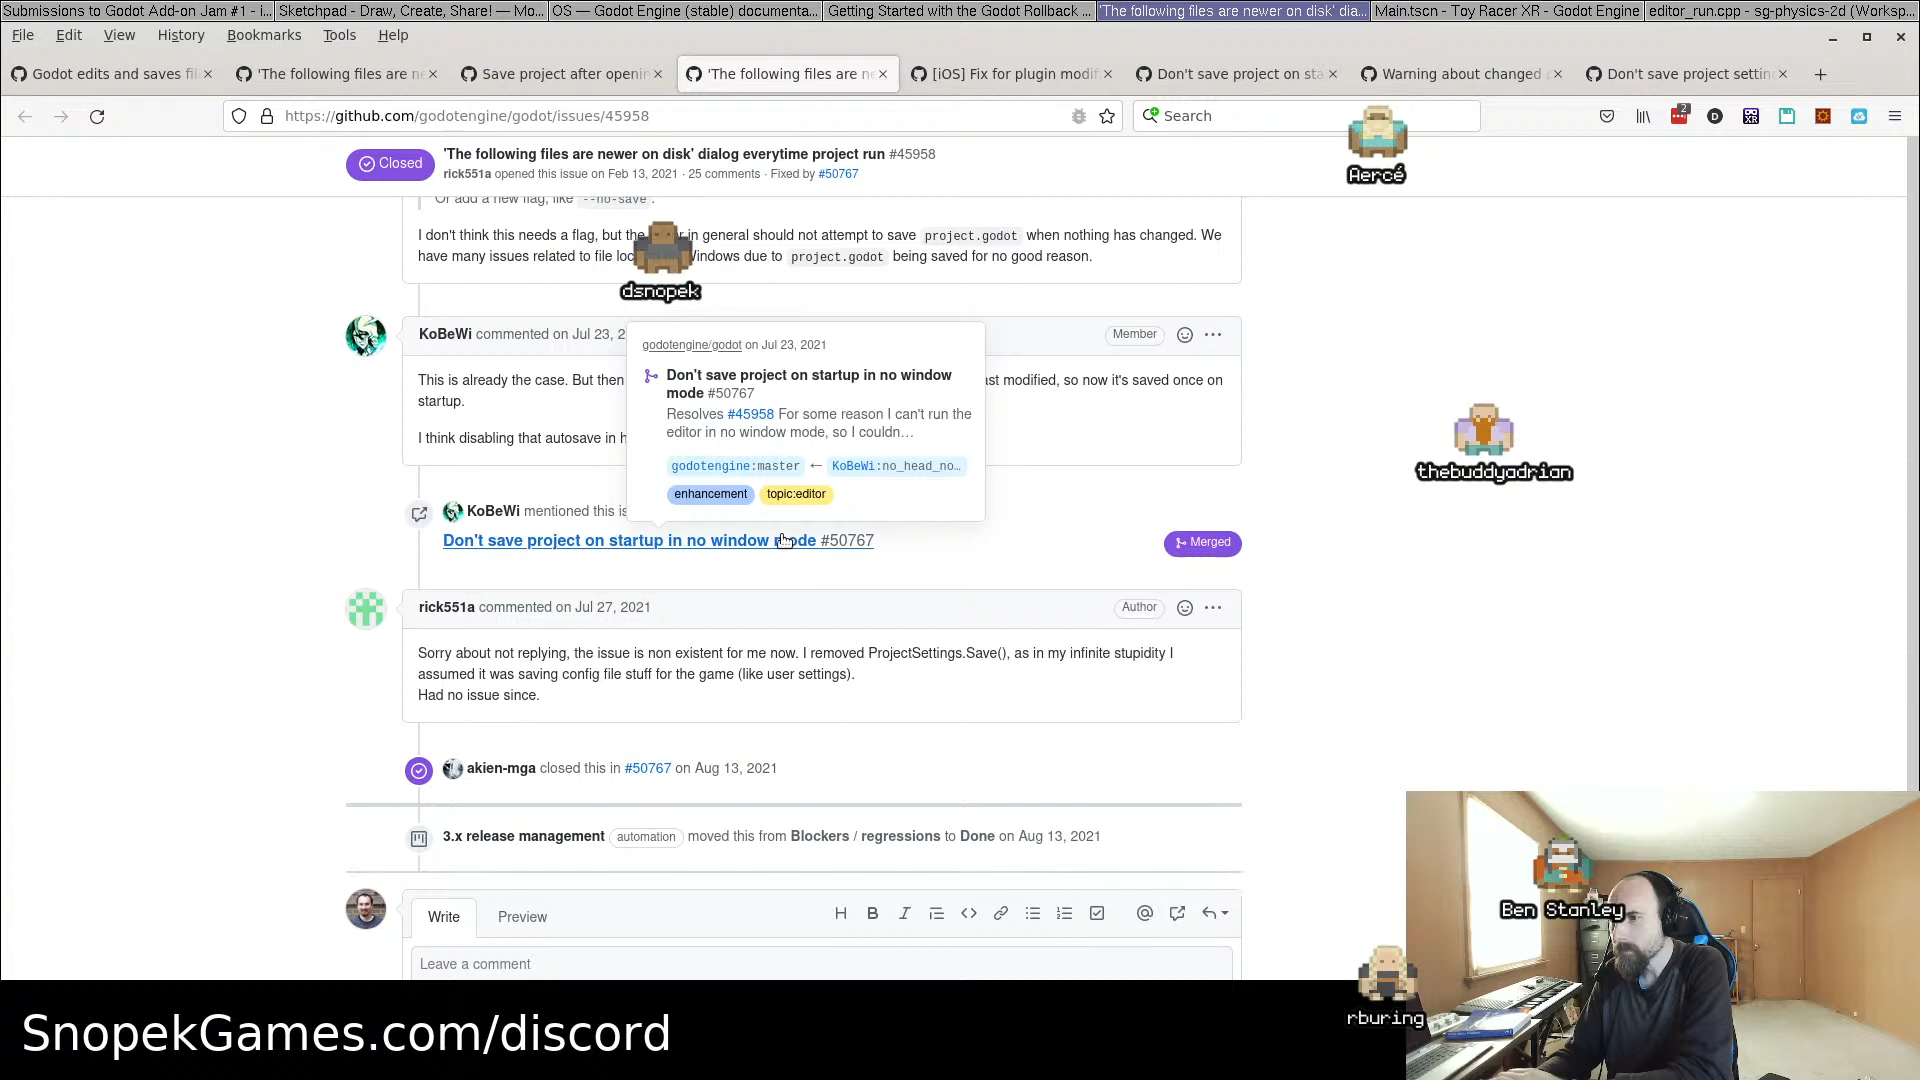 Submissions to Godot Add-on Jam #1 - i...
Sketchpad - Draw, Create, Share! — Mo...
OS — Godot Engine (stable) documenta...
Getting Started with the Godot Rollback ...
'The following files are newer on disk' dia...
Main.tscn - Toy Racer XR - Godot Engine
editor_run.cpp - sg-physics-2d (Worksp...
File Edit View History Bookmarks Tools Help
Godot edits and saves fil
'The following files are ne
Save project after openin
'The following files are ne
[iOS] Fix for plugin modif
Don't save project on sta
Warning about changed
Don't save project settin
https://github.com/godotengine/godot/issues/45958
Search
2
Closed
'The following files are newer on disk' dialog everytime project run #45958
rick551a opened this issue on Feb 13, 2021 · 25 comments · Fixed by #50767
Aercé
Or add a new flag, like --no-save.
I don't think this needs a flag, but the r in general should not attempt to save project.godot when nothing has changed. We
have many issues related to file loc indows due to project.godot being saved for no good reason.
dsnopek
KoBeWi commented on Jul 23, 2
Member
This is already the case. But then ast modified, so now it's saved once on
startup.
I think disabling that autosave in h
godotengine/godot on Jul 23, 2021
Don't save project on startup in no window
mode #50767
Resolves #45958 For some reason I can't run the
editor in no window mode, so I couldn…
godotengine:master ← KoBeWi:no_head_no…
enhancement topic:editor
thebuddyadrian
KoBeWi mentioned this is
Don't save project on startup in no window mode #50767
Merged
rick551a commented on Jul 27, 2021
Author
Sorry about not replying, the issue is non existent for me now. I removed ProjectSettings.Save(), as in my infinite stupidity I
assumed it was saving config file stuff for the game (like user settings).
Had no issue since.
akien-mga closed this in #50767 on Aug 13, 2021
3.x release management automation moved this from Blockers / regressions to Done on Aug 13, 2021
Write Preview
Leave a comment
Ben Stanley
rburing
SnopekGames.com/discord